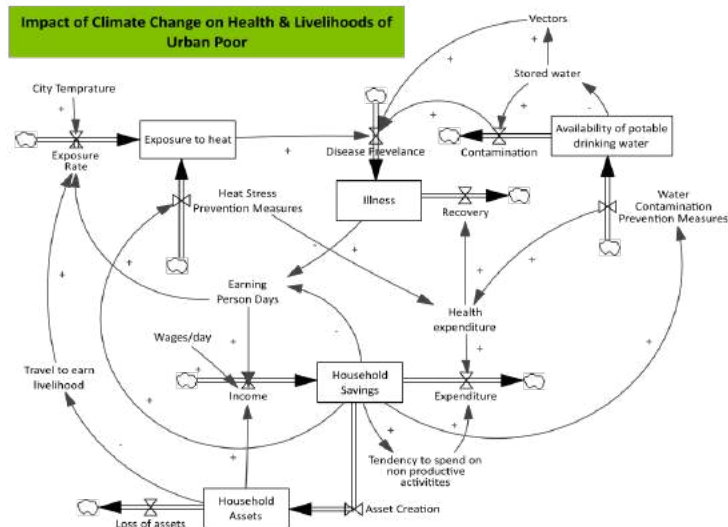 Impact of Climate Change on Health & Livelihoods of
Urban Poor
Vectors
Stored water
City Temprature
Exposure to heat
Exposure
Rate
Disease Prevelance
Contamination
Availability of potable
drinking water
Heat Stress
Prevention Measures
Illness
Recovery
Water
Contamination
Prevention Measures
Earning
Person Days
Health
expenditure
Wages/day
Travel to earn
livelihood
Income
Household
Savings
Expenditure
Tendency to spend on
non productive
activitites
Household
Assets
Loss of assets
Asset Creation